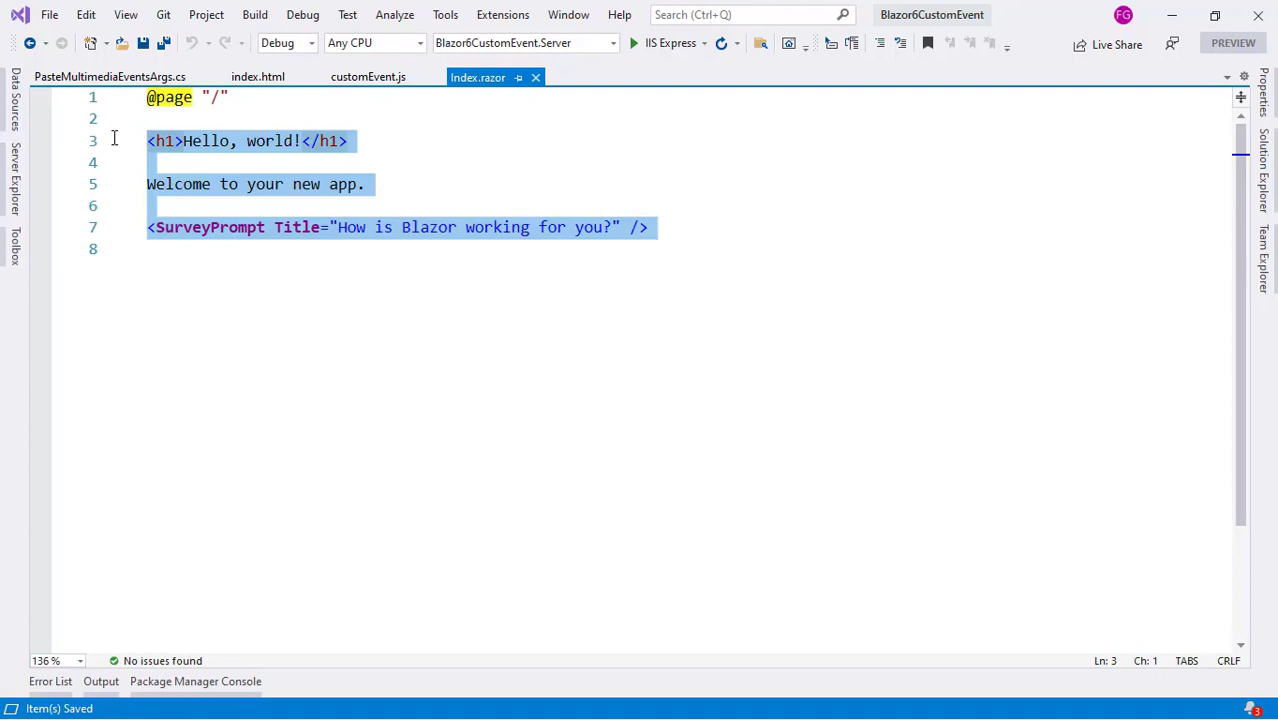 File Edit View Git Project Build Debug Test Analyze Tools Extensions Window Help Search (Ctrl+Q) Blazor6CustomEvent FG
Debug Any CPU Blazor6CustomEvent.Server IIS Express Live Share PREVIEW
PasteMultimediaEventsArgs.cs index.html customEvent.js Index.razor
Data Sources
Server Explorer
Toolbox
1 @page "/"
2
3 <h1>Hello, world!</h1>
4
5 Welcome to your new app.
6
7 <SurveyPrompt Title="How is Blazor working for you?" />
8
Properties
Solution Explorer
Team Explorer
136 % No issues found Ln: 3 Ch: 1 TABS CRLF
Error List Output Package Manager Console
Item(s) Saved 3